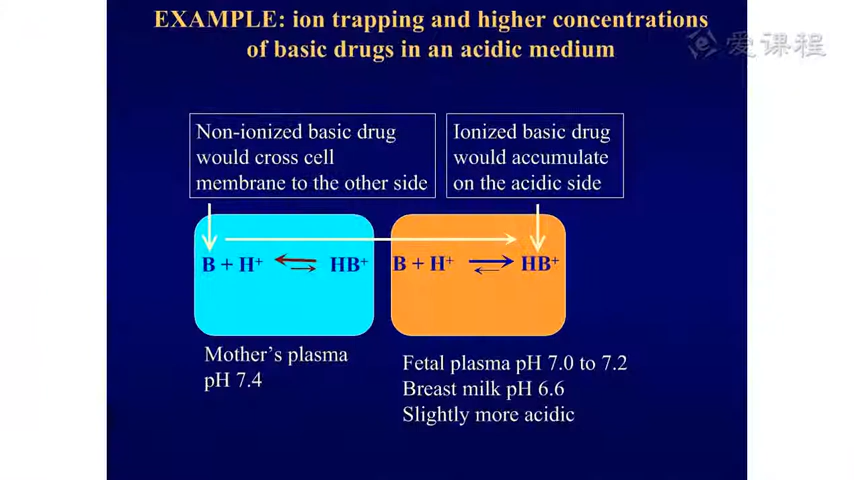 EXAMPLE: ion trapping and higher concentrations
of basic drugs in an acidic medium
爱课程
Non-ionized basic drug
would cross cell
membrane to the other side
Ionized basic drug
would accumulate
on the acidic side
B + H⁺
HB⁺
B + H⁺
HB⁺
Mother's plasma
pH 7.4
Fetal plasma pH 7.0 to 7.2
Breast milk pH 6.6
Slightly more acidic